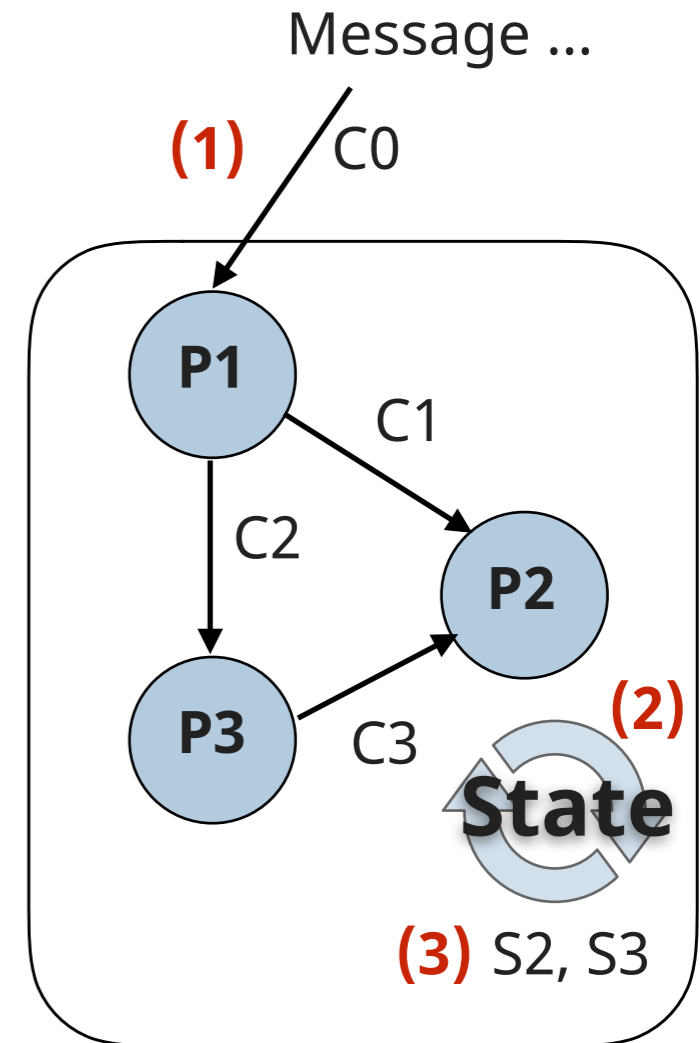 Message ...
(1) C0
P1
C1
C2
P2
P3
C3
(2)
State
(3) S2, S3